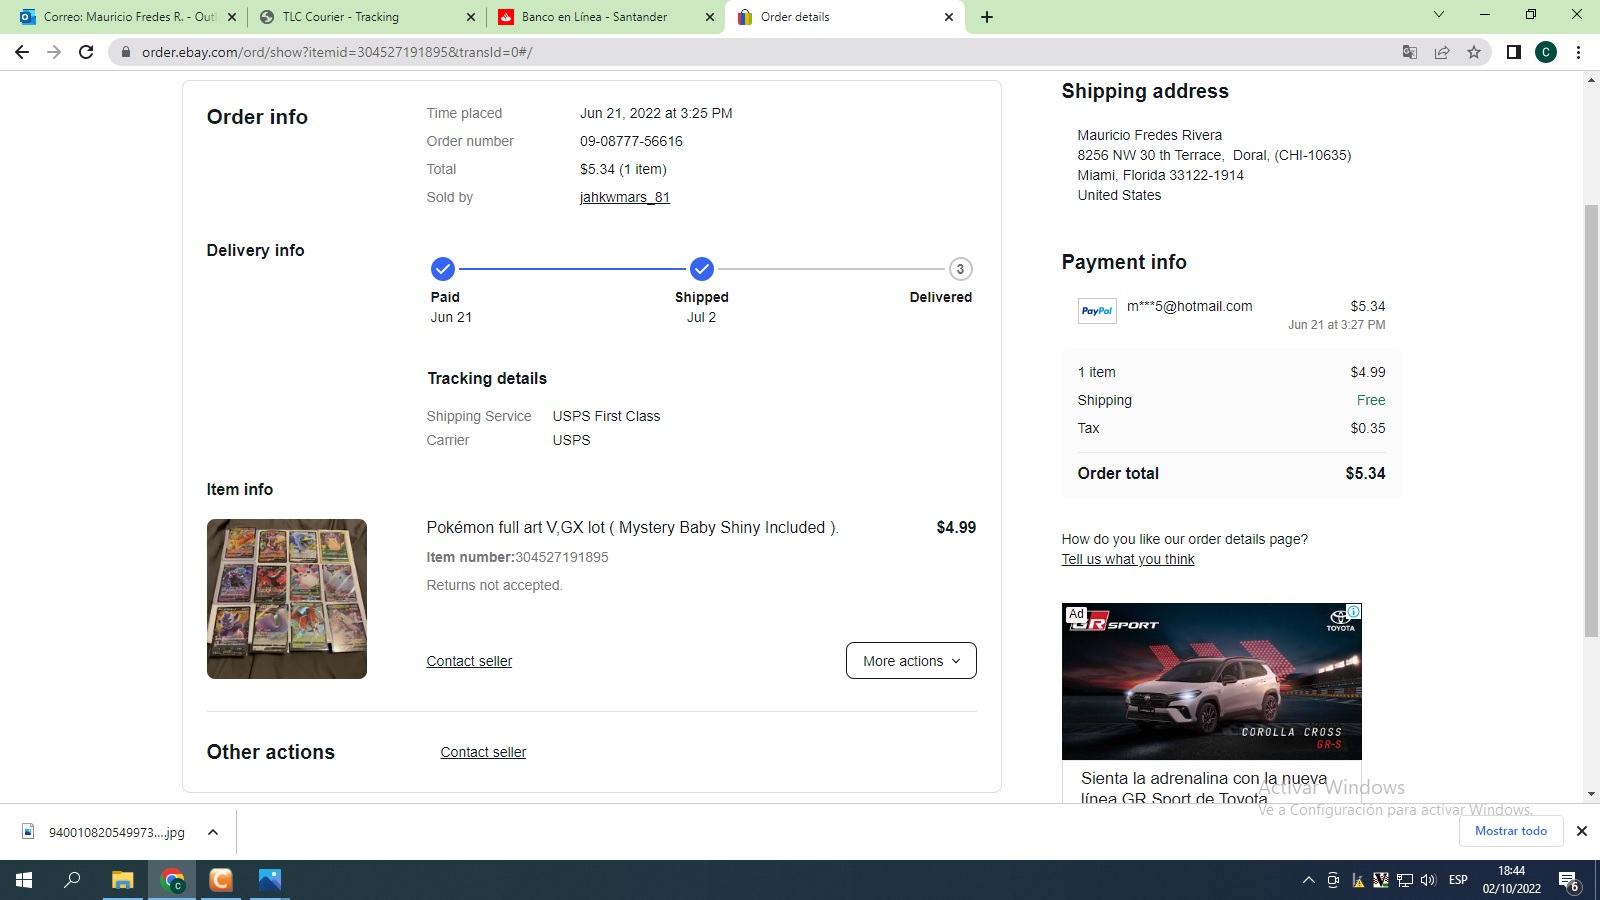 Correo: Mauricio Fredes R. - Outl
TLC Courier - Tracking
Banco en Línea - Santander
Order details
order.ebay.com/ord/show?itemid=304527191895&transId=0#/
C
Order info
Time placed
Jun 21, 2022 at 3:25 PM
Order number
09-08777-56616
Total
$5.34 (1 item)
Sold by
jahkwmars_81
Delivery info
3
Paid
Jun 21
Shipped
Jul 2
Delivered
Tracking details
Shipping Service
USPS First Class
Carrier
USPS
Item info
Pokémon full art V,GX lot ( Mystery Baby Shiny Included ).
$4.99
Item number:304527191895
Returns not accepted.
Contact seller
More actions
Other actions
Contact seller
Shipping address
Mauricio Fredes Rivera
8256 NW 30 th Terrace,  Doral, (CHI-10635)
Miami, Florida 33122-1914
United States
Payment info
PayPal
m***5@hotmail.com
$5.34
Jun 21 at 3:27 PM
1 item
$4.99
Shipping
Free
Tax
$0.35
Order total
$5.34
How do you like our order details page?
Tell us what you think
Ad
GR SPORT
TOYOTA
COROLLA CROSS
GR-S
Sienta la adrenalina con la nueva
línea GR Sport de Toyota
Activar Windows
Ve a Configuración para activar Windows.
940010820549973....jpg
Mostrar todo
ESP
18:44
02/10/2022
6